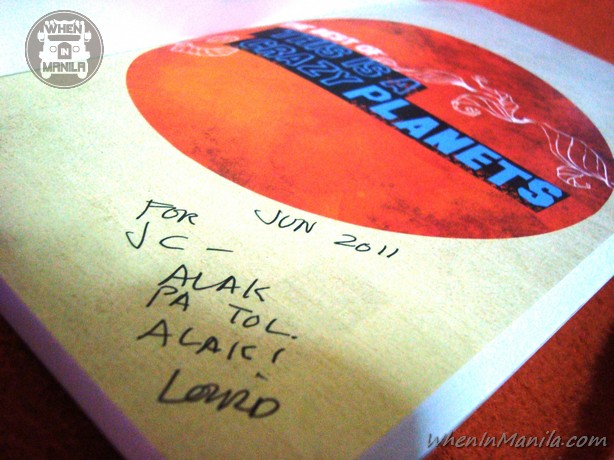 WHEN
IN
MANILA
THE BEST OF
THIS IS A
CRAZY PLANETS
FOR JUN 2011
JC -
ALAK
PA TOL.
ALAK!
LOURD
WhenInManila.com